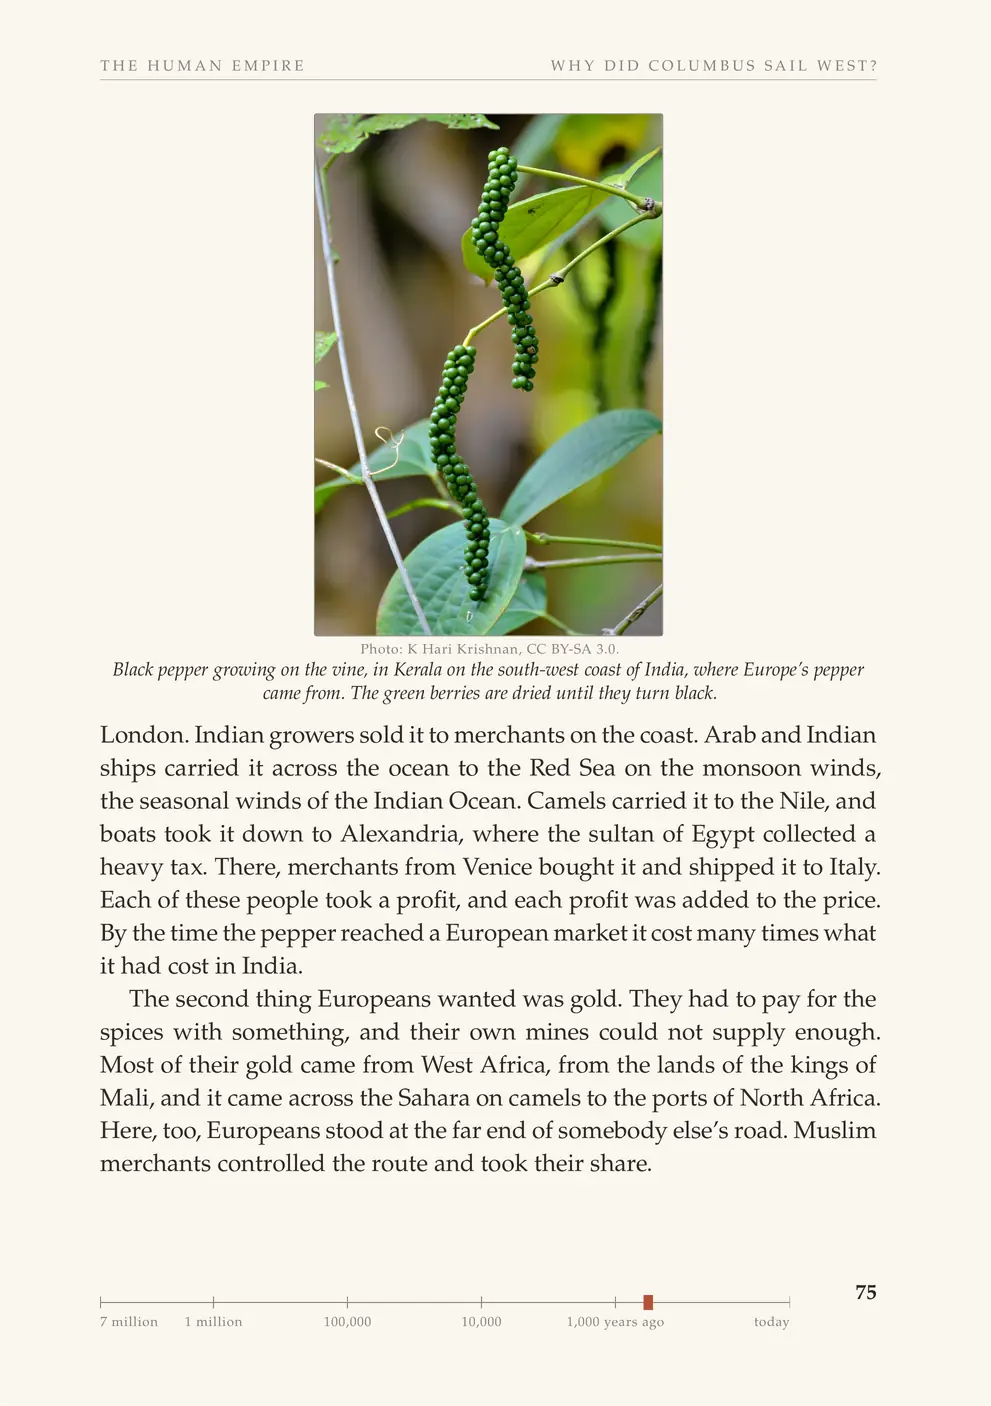 THE HUMAN EMPIRE
WHY DID COLUMBUS SAIL WEST?
Photo: K Hari Krishnan, CC BY-SA 3.0.
Black pepper growing on the vine, in Kerala on the south-west coast of India, where Europe's pepper
came from. The green berries are dried until they turn black.
London. Indian growers sold it to merchants on the coast. Arab and Indian
ships carried it across the ocean to the Red Sea on the monsoon winds,
the seasonal winds of the Indian Ocean. Camels carried it to the Nile, and
boats took it down to Alexandria, where the sultan of Egypt collected a
heavy tax. There, merchants from Venice bought it and shipped it to Italy.
Each of these people took a profit, and each profit was added to the price.
By the time the pepper reached a European market it cost many times what
it had cost in India.
The second thing Europeans wanted was gold. They had to pay for the
spices with something, and their own mines could not supply enough.
Most of their gold came from West Africa, from the lands of the kings of
Mali, and it came across the Sahara on camels to the ports of North Africa.
Here, too, Europeans stood at the far end of somebody else's road. Muslim
merchants controlled the route and took their share.
75
7 million 1 million 100,000 10,000 1,000 years ago today